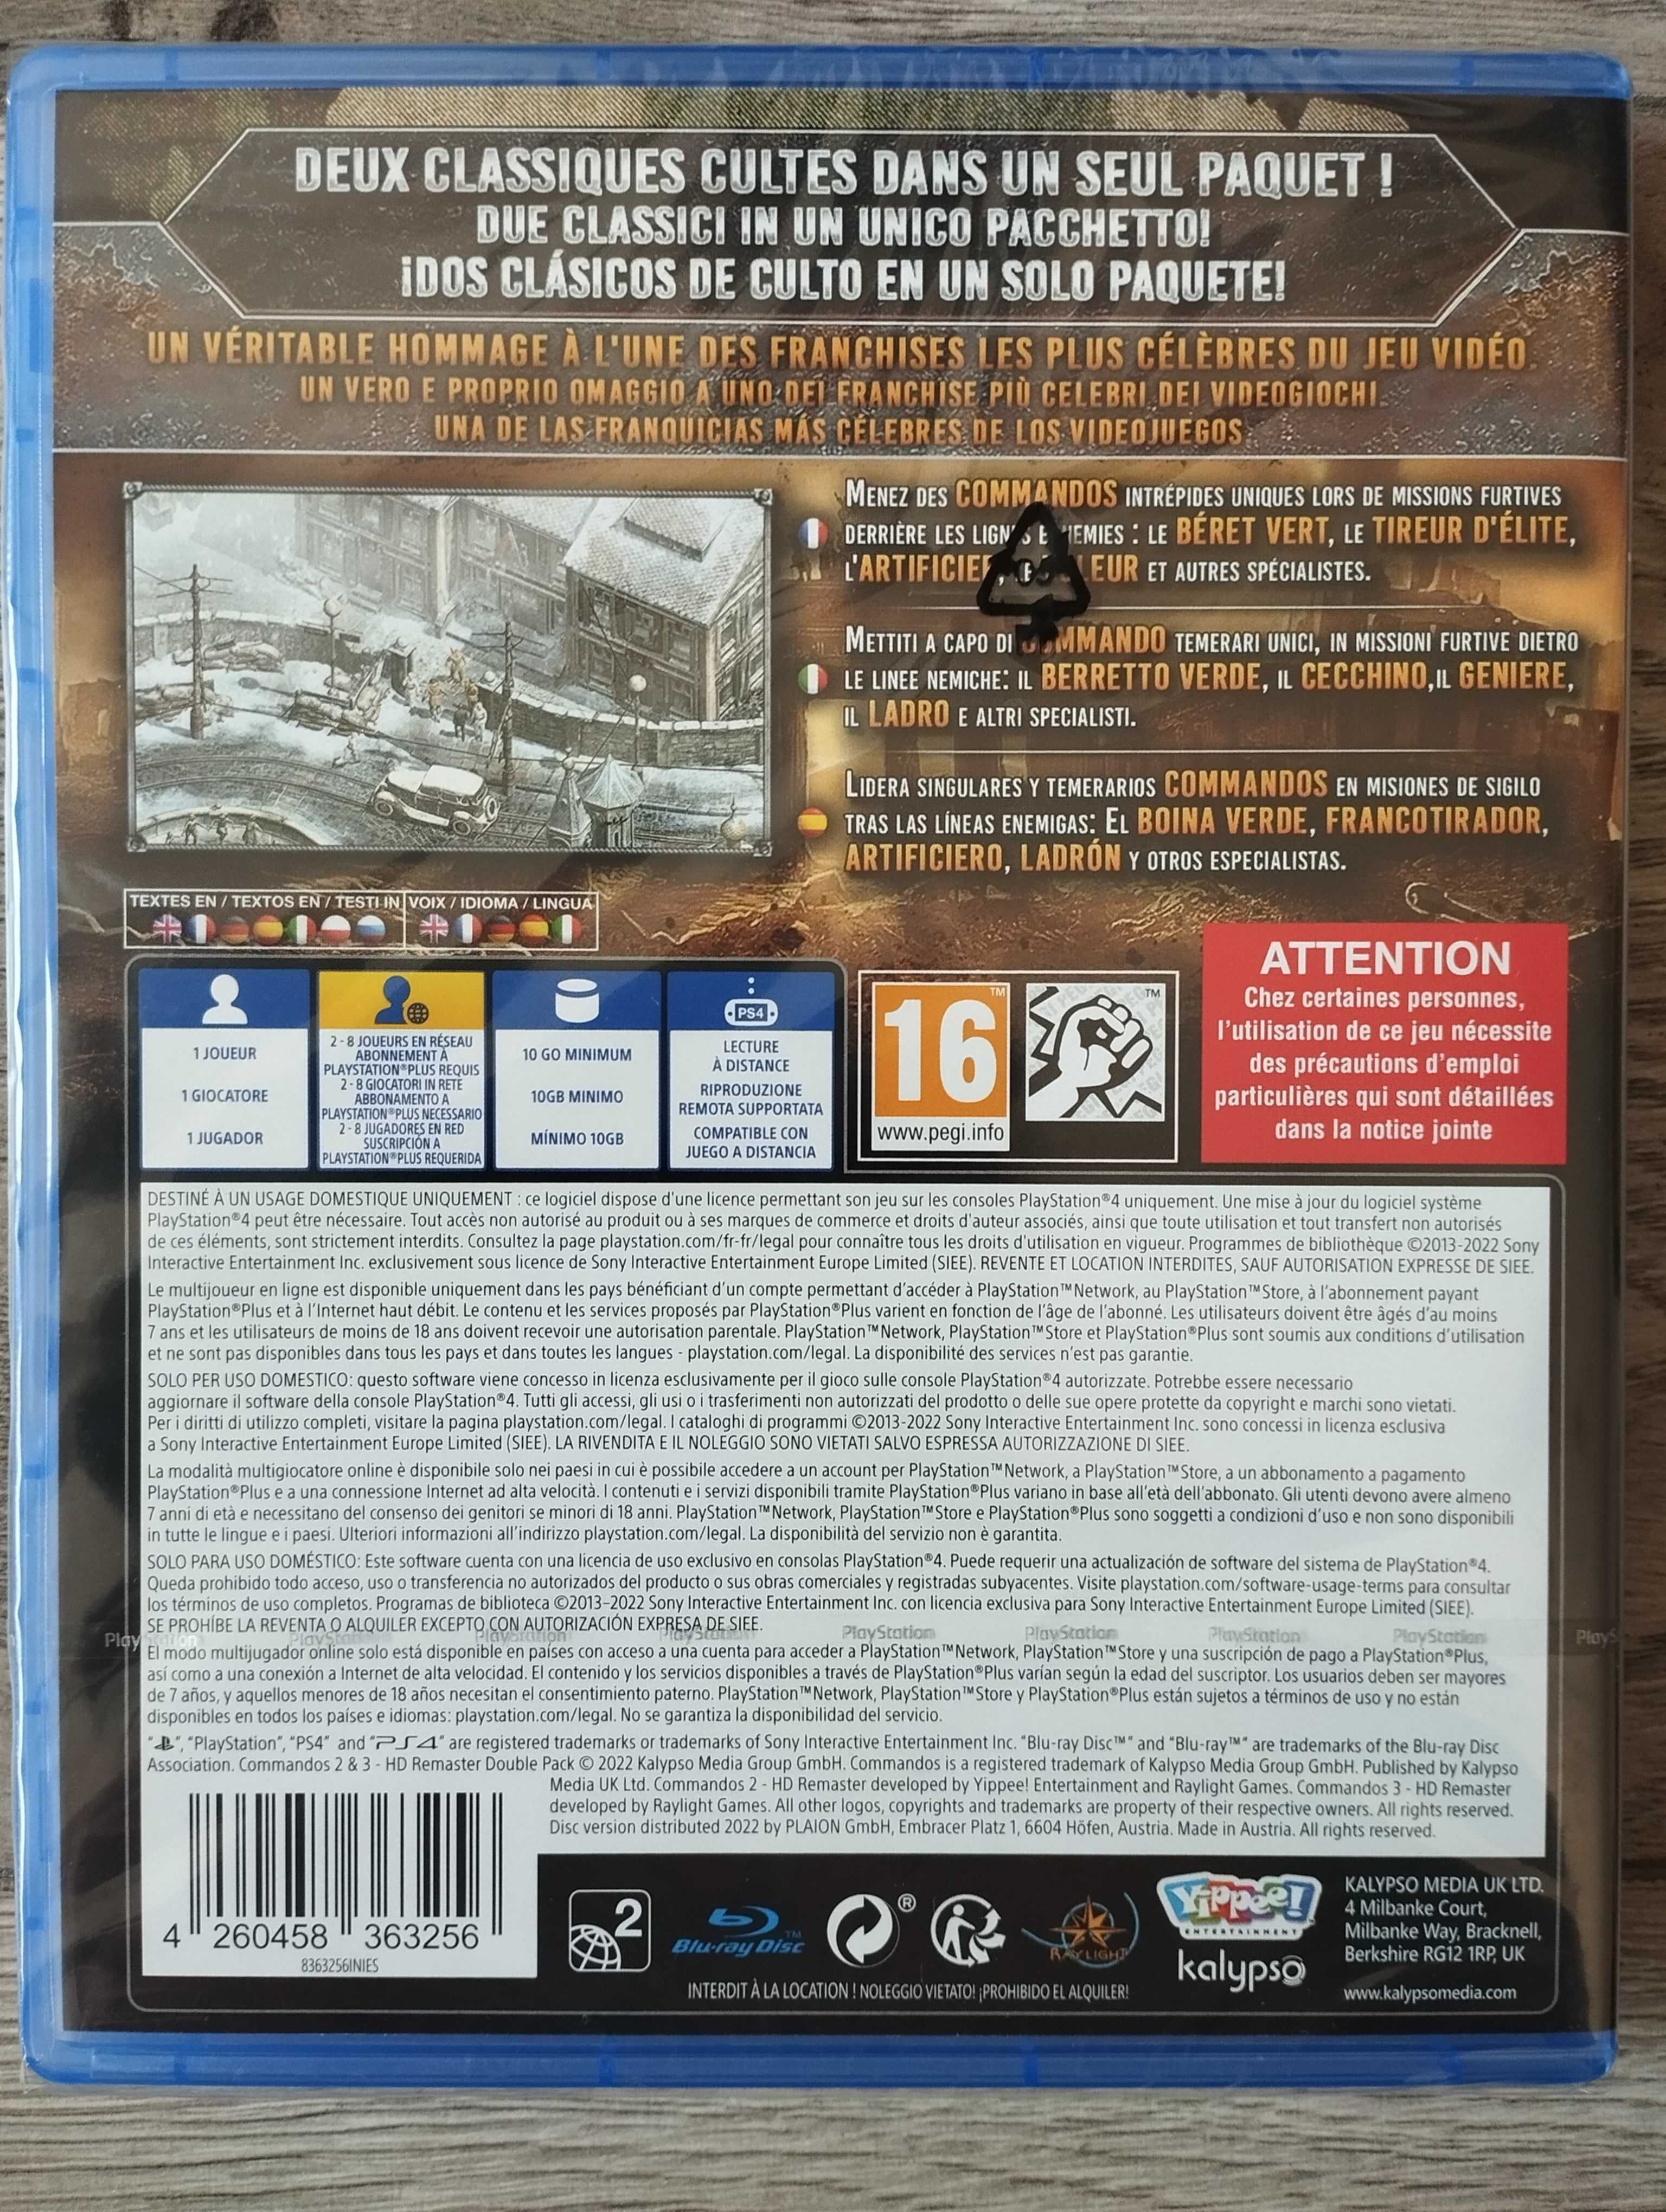 DEUX CLASSIQUES CULTES DANS UN SEUL PAQUET !
DUE CLASSICI IN UN UNICO PACCHETTO!
¡DOS CLÁSICOS DE CULTO EN UN SOLO PAQUETE!
UN VÉRITABLE HOMMAGE À L'UNE DES FRANCHISES LES PLUS CÉLÈBRES DU JEU VIDÉO.
UN VERO E PROPRIO OMAGGIO A UNO DEI FRANCHISE PIÙ CELEBRI DEI VIDEOGIOCHI.
UNA DE LAS FRANQUICIAS MÁS CÉLEBRES DE LOS VIDEOJUEGOS
MENEZ DES COMMANDOS INTRÉPIDES UNIQUES LORS DE MISSIONS FURTIVES
DERRIÈRE LES : LE BÉRET VERT, LE TIREUR D'ÉLITE,
L'ARTIFICIER, ET AUTRES SPÉCIALISTES.
METTITI A CAPO DI COMMANDO TEMERARI UNICI, IN MISSIONI FURTIVE DIETRO
LE LINEE NEMICHE: IL BERRETTO VERDE, IL CECCHINO,IL GENIERE,
IL LADRO E ALTRI SPECIALISTI.
LIDERA SINGULARES Y TEMERARIOS COMMANDOS EN MISIONES DE SIGILO
TRAS LAS LÍNEAS ENEMIGAS: EL BOINA VERDE, FRANCOTIRADOR,
ARTIFICIERO, LADRÓN Y OTROS ESPECIALISTAS.
TEXTES EN / TEXTOS EN / TESTI IN VOIX / IDIOMA / LINGUA
1 JOUEUR
1 GIOCATORE
1 JUGADOR
2 - 8 JOUEURS EN RÉSEAU
ABONNEMENT À
PLAYSTATION®PLUS REQUIS
2 - 8 GIOCATORI IN RETE
ABBONAMENTO A
PLAYSTATION®PLUS NECESSARIO
2 - 8 JUGADORES EN RED
SUSCRIPCIÓN A
PLAYSTATION®PLUS REQUERIDA
10 GO MINIMUM
10GB MINIMO
MÍNIMO 10GB
PS4
LECTURE
À DISTANCE
RIPRODUZIONE
REMOTA SUPPORTATA
COMPATIBLE CON
JUEGO A DISTANCIA
16 ™
www.pegi.info
™
ATTENTION
Chez certaines personnes,
l'utilisation de ce jeu nécessite
des précautions d'emploi
particulières qui sont détaillées
dans la notice jointe
DESTINÉ À UN USAGE DOMESTIQUE UNIQUEMENT : ce logiciel dispose d'une licence permettant son jeu sur les consoles PlayStation®4 uniquement. Une mise à jour du logiciel système
PlayStation®4 peut être nécessaire. Tout accès non autorisé au produit ou à ses marques de commerce et droits d'auteur associés, ainsi que toute utilisation et tout transfert non autorisés
de ces éléments, sont strictement interdits. Consultez la page playstation.com/fr-fr/legal pour connaître tous les droits d'utilisation en vigueur. Programmes de bibliothèque ©2013-2022 Sony
Interactive Entertainment Inc. exclusivement sous licence de Sony Interactive Entertainment Europe Limited (SIEE). REVENTE ET LOCATION INTERDITES, SAUF AUTORISATION EXPRESSE DE SIEE.
Le multijoueur en ligne est disponible uniquement dans les pays bénéficiant d'un compte permettant d'accéder à PlayStation™Network, au PlayStation™Store, à l'abonnement payant
PlayStation®Plus et à l'Internet haut débit. Le contenu et les services proposés par PlayStation®Plus varient en fonction de l'âge de l'abonné. Les utilisateurs doivent être âgés d'au moins
7 ans et les utilisateurs de moins de 18 ans doivent recevoir une autorisation parentale. PlayStation™Network, PlayStation™Store et PlayStation®Plus sont soumis aux conditions d'utilisation
et ne sont pas disponibles dans tous les pays et dans toutes les langues - playstation.com/legal. La disponibilité des services n'est pas garantie.
SOLO PER USO DOMESTICO: questo software viene concesso in licenza esclusivamente per il gioco sulle console PlayStation®4 autorizzate. Potrebbe essere necessario
aggiornare il software della console PlayStation®4. Tutti gli accessi, gli usi o i trasferimenti non autorizzati del prodotto o delle sue opere protette da copyright e marchi sono vietati.
Per i diritti di utilizzo completi, visitare la pagina playstation.com/legal. I cataloghi di programmi ©2013-2022 Sony Interactive Entertainment Inc. sono concessi in licenza esclusiva
a Sony Interactive Entertainment Europe Limited (SIEE). LA RIVENDITA E IL NOLEGGIO SONO VIETATI SALVO ESPRESSA AUTORIZZAZIONE DI SIEE.
La modalità multigiocatore online è disponibile solo nei paesi in cui è possibile accedere a un account per PlayStation™Network, a PlayStation™Store, a un abbonamento a pagamento
PlayStation®Plus e a una connessione Internet ad alta velocità. I contenuti e i servizi disponibili tramite PlayStation®Plus variano in base all'età dell'abbonato. Gli utenti devono avere almeno
7 anni di età e necessitano del consenso dei genitori se minori di 18 anni. PlayStation™Network, PlayStation™Store e PlayStation®Plus sono soggetti a condizioni d'uso e non sono disponibili
in tutte le lingue e i paesi. Ulteriori informazioni all'indirizzo playstation.com/legal. La disponibilità del servizio non è garantita.
SOLO PARA USO DOMÉSTICO: Este software cuenta con una licencia de uso exclusivo en consolas PlayStation®4. Puede requerir una actualización de software del sistema de PlayStation®4.
Queda prohibido todo acceso, uso o transferencia no autorizados del producto o sus obras comerciales y registradas subyacentes. Visite playstation.com/software-usage-terms para consultar
los términos de uso completos. Programas de biblioteca ©2013-2022 Sony Interactive Entertainment Inc. con licencia exclusiva para Sony Interactive Entertainment Europe Limited (SIEE).
SE PROHÍBE LA REVENTA O ALQUILER EXCEPTO CON AUTORIZACIÓN EXPRESA DE SIEE.
PlayStation PlayStation PlayStation PlayStation PlayStation PlayStation PlayStation PlayStation
El modo multijugador online solo está disponible en países con acceso a una cuenta para acceder a PlayStation™Network, PlayStation™Store y una suscripción de pago a PlayStation®Plus,
así como a una conexión a Internet de alta velocidad. El contenido y los servicios disponibles a través de PlayStation®Plus varían según la edad del suscriptor. Los usuarios deben ser mayores
de 7 años, y aquellos menores de 18 años necesitan el consentimiento paterno. PlayStation™Network, PlayStation™Store y PlayStation®Plus están sujetos a términos de uso y no están
disponibles en todos los países e idiomas: playstation.com/legal. No se garantiza la disponibilidad del servicio.
"PlayStation", "PS4" and "PS4" are registered trademarks or trademarks of Sony Interactive Entertainment Inc. "Blu-ray Disc™" and "Blu-ray™" are trademarks of the Blu-ray Disc
Association. Commandos 2 & 3 - HD Remaster Double Pack © 2022 Kalypso Media Group GmbH. Commandos is a registered trademark of Kalypso Media Group GmbH. Published by Kalypso
Media UK Ltd. Commandos 2 - HD Remaster developed by Yippee! Entertainment and Raylight Games. Commandos 3 - HD Remaster
developed by Raylight Games. All other logos, copyrights and trademarks are property of their respective owners. All rights reserved.
Disc version distributed 2022 by PLAION GmbH, Embracer Platz 1, 6604 Höfen, Austria. Made in Austria. All rights reserved.
4 260458 363256
8363256INIES
2
Blu-ray Disc™
®
RAYLIGHT
Yippee!
ENTERTAINMENT
kalypso
KALYPSO MEDIA UK LTD.
4 Milbanke Court,
Milbanke Way, Bracknell,
Berkshire RG12 1RP, UK
www.kalypsomedia.com
INTERDIT À LA LOCATION ! NOLEGGIO VIETATO! ¡PROHIBIDO EL ALQUILER!